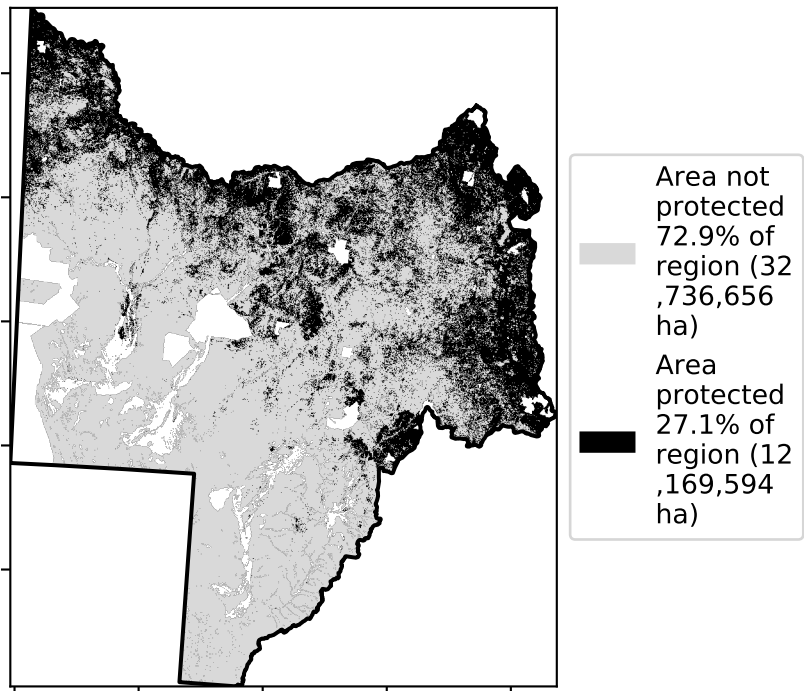 Area not
protected
72.9% of
region (32
,736,656
ha)
Area
protected
27.1% of
region (12
,169,594
ha)